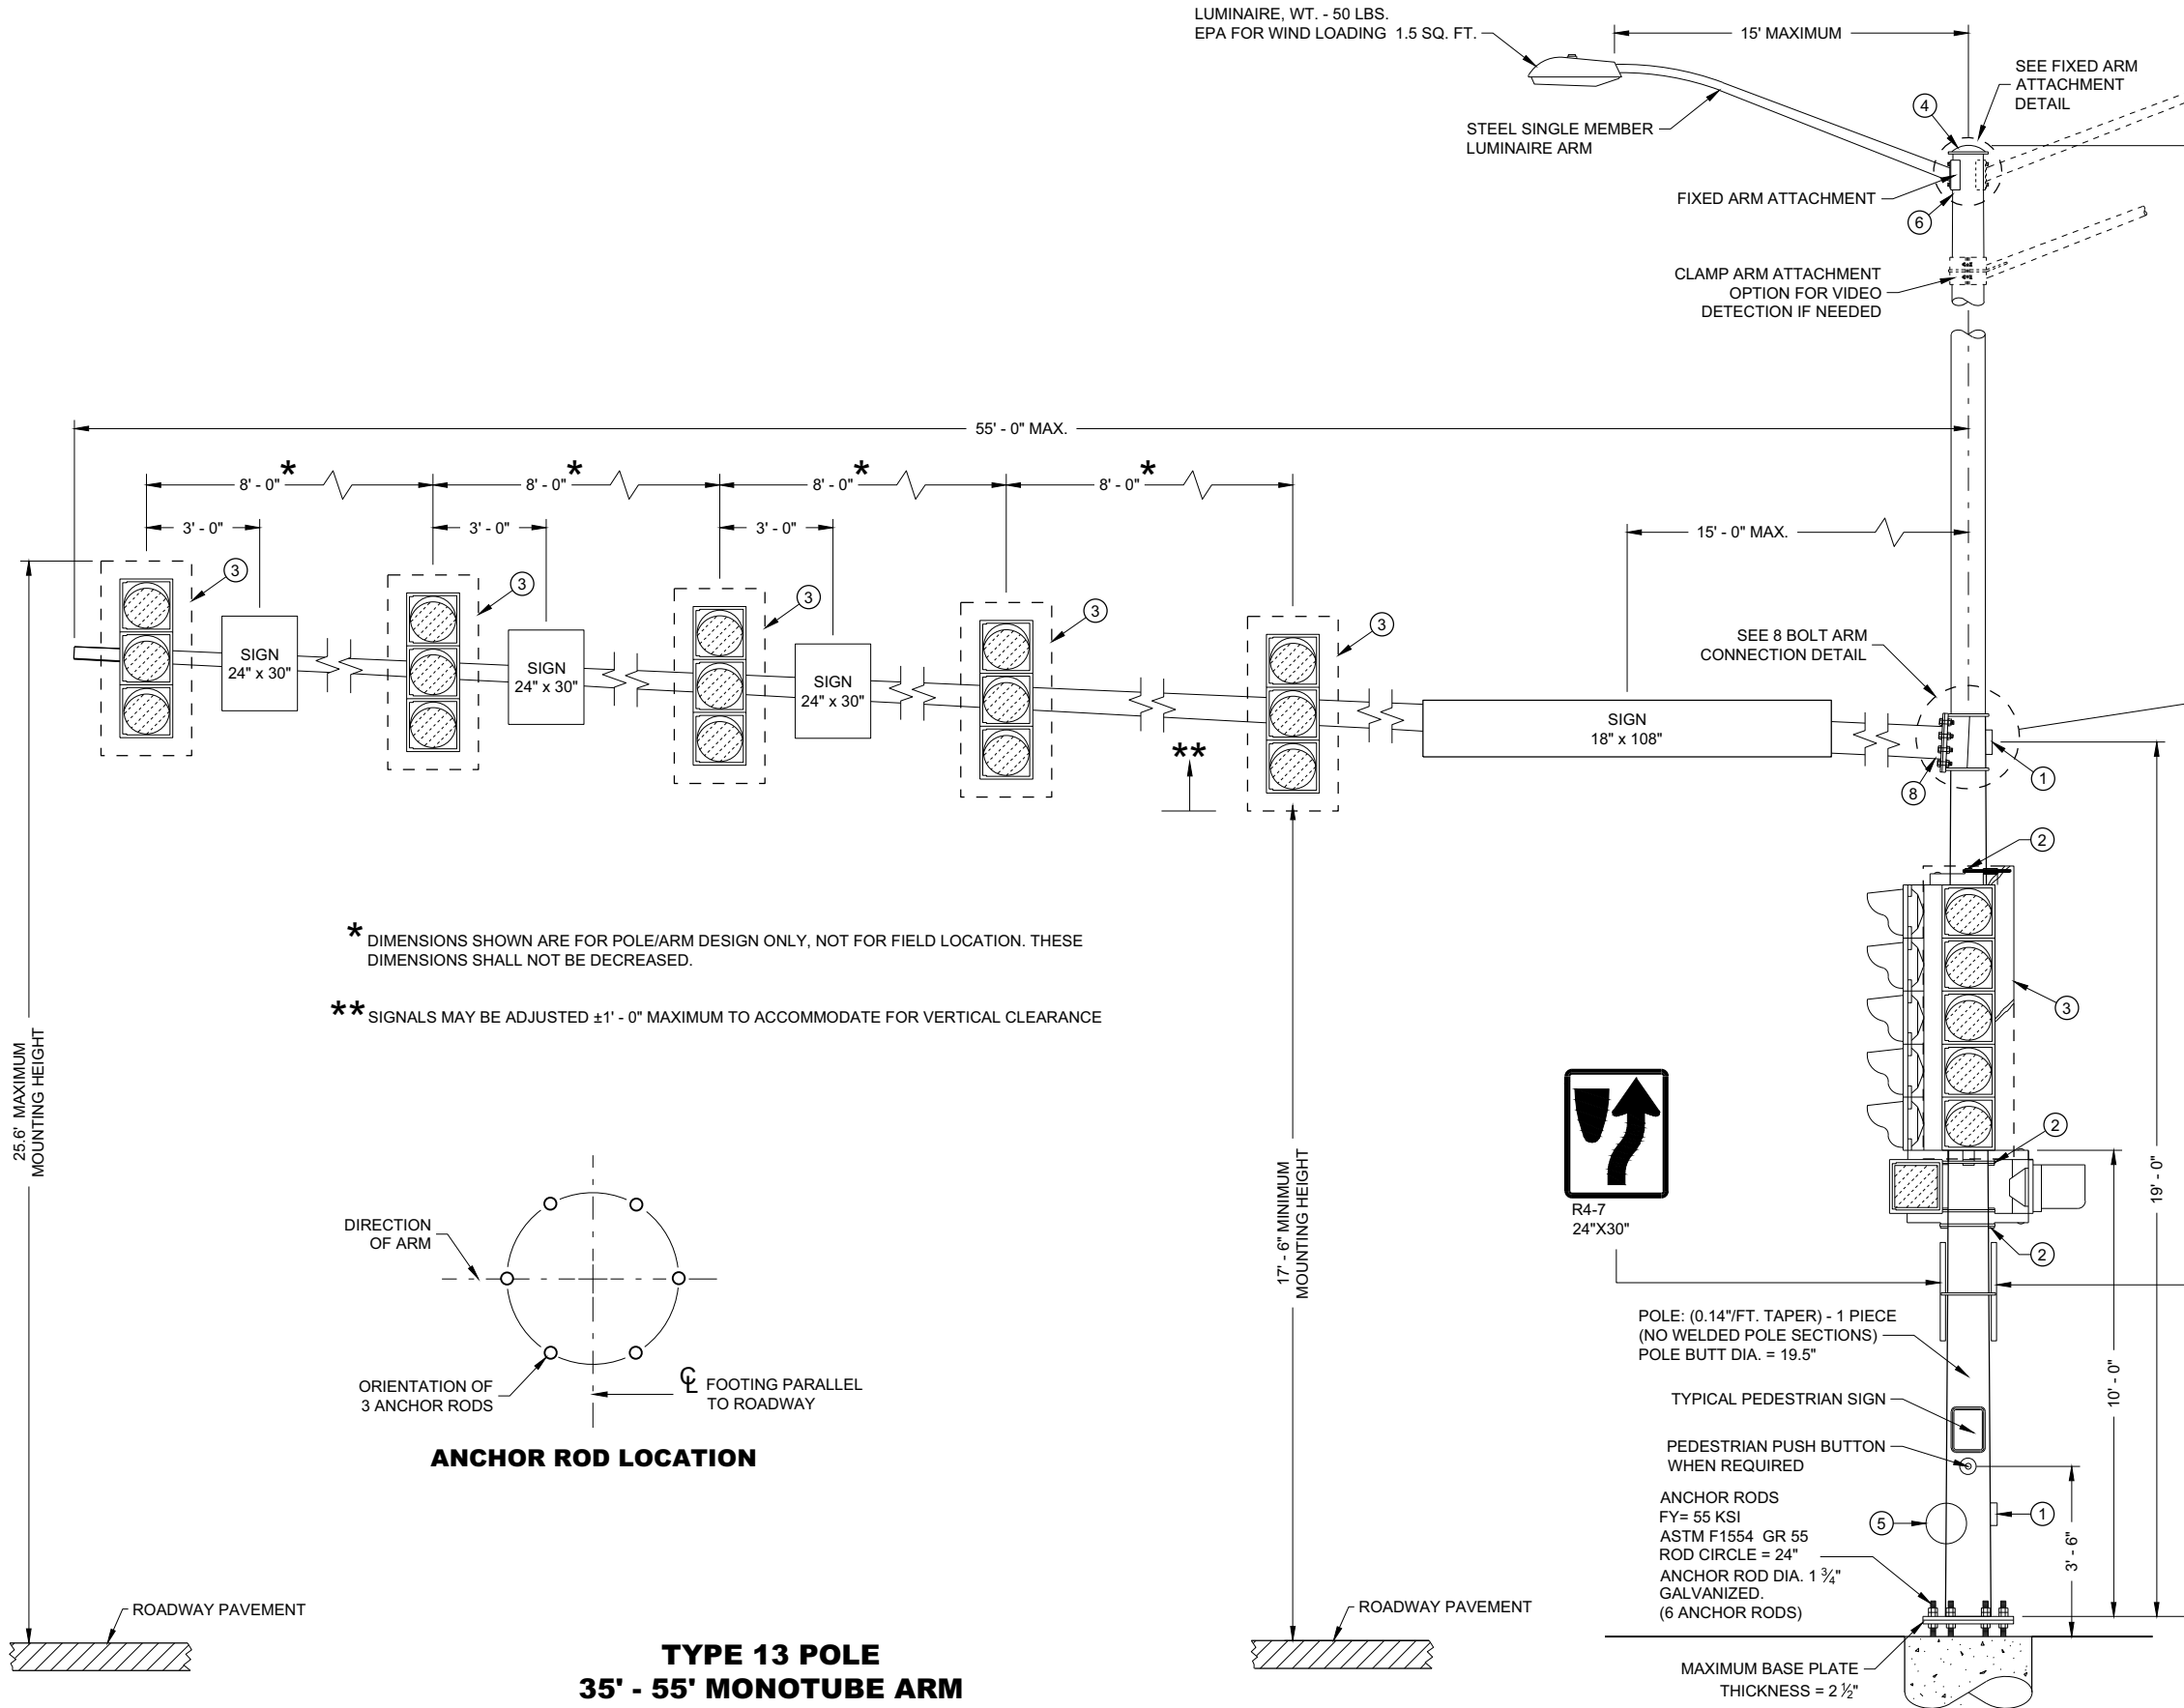 LUMINAIRE, WT. - 50 LBS.
EPA FOR WIND LOADING 1.5 SQ. FT.
15' MAXIMUM
SEE FIXED ARM
ATTACHMENT
DETAIL
4
STEEL SINGLE MEMBER
LUMINAIRE ARM
FIXED ARM ATTACHMENT
6
CLAMP ARM ATTACHMENT
OPTION FOR VIDEO
DETECTION IF NEEDED
55' - 0" MAX.
8' - 0" *
8' - 0" *
8' - 0" *
8' - 0" *
3' - 0"
3' - 0"
3' - 0"
15' - 0" MAX.
3
3
3
3
3
SIGN
24" x 30"
SIGN
24" x 30"
SIGN
24" x 30"
SIGN
18" x 108"
SEE 8 BOLT ARM
CONNECTION DETAIL
**
8
1
2
* DIMENSIONS SHOWN ARE FOR POLE/ARM DESIGN ONLY, NOT FOR FIELD LOCATION. THESE
DIMENSIONS SHALL NOT BE DECREASED.
** SIGNALS MAY BE ADJUSTED ±1' - 0" MAXIMUM TO ACCOMMODATE FOR VERTICAL CLEARANCE
3
25.6' MAXIMUM
MOUNTING HEIGHT
17' - 6" MINIMUM
MOUNTING HEIGHT
R4-7
24"X30"
2
2
19' - 0"
10' - 0"
3' - 6"
DIRECTION
OF ARM
ORIENTATION OF
3 ANCHOR RODS
℄ FOOTING PARALLEL
TO ROADWAY
ANCHOR ROD LOCATION
POLE: (0.14"/FT. TAPER) - 1 PIECE
(NO WELDED POLE SECTIONS)
POLE BUTT DIA. = 19.5"
TYPICAL PEDESTRIAN SIGN
PEDESTRIAN PUSH BUTTON
WHEN REQUIRED
ANCHOR RODS
FY= 55 KSI
ASTM F1554 GR 55
ROD CIRCLE = 24"
ANCHOR ROD DIA. 1 ¾"
GALVANIZED.
(6 ANCHOR RODS)
5
1
ROADWAY PAVEMENT
ROADWAY PAVEMENT
MAXIMUM BASE PLATE
THICKNESS = 2 ½"
TYPE 13 POLE
35' - 55' MONOTUBE ARM